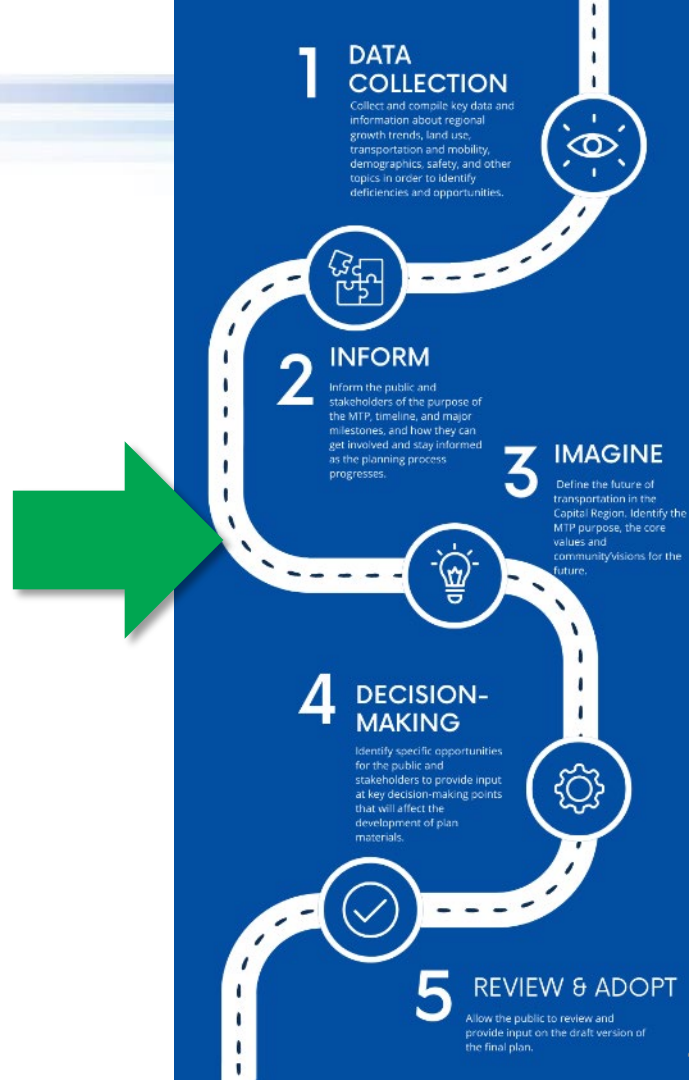 1
DATA
COLLECTION
Collect and compile key data and
information about regional
growth trends, land use,
transportation and mobility,
demographics, safety, and other
topics in order to identify
deficiencies and opportunities.
2
INFORM
Inform the public and
stakeholders of the purpose of
the MTP, timeline, and major
milestones, and how they can
get involved and stay informed
as the planning process
progresses.
3
IMAGINE
Define the future of
transportation in the
Capital Region. Identify the
MTP purpose, the core
values and
community'visions for the
future.
4
DECISION-
MAKING
Identify specific opportunities
for the public and
stakeholders to provide input
at key decision-making points
that will affect the
development of plan
materials.
5
REVIEW & ADOPT
Allow the public to review and
provide input on the draft version of
the final plan.